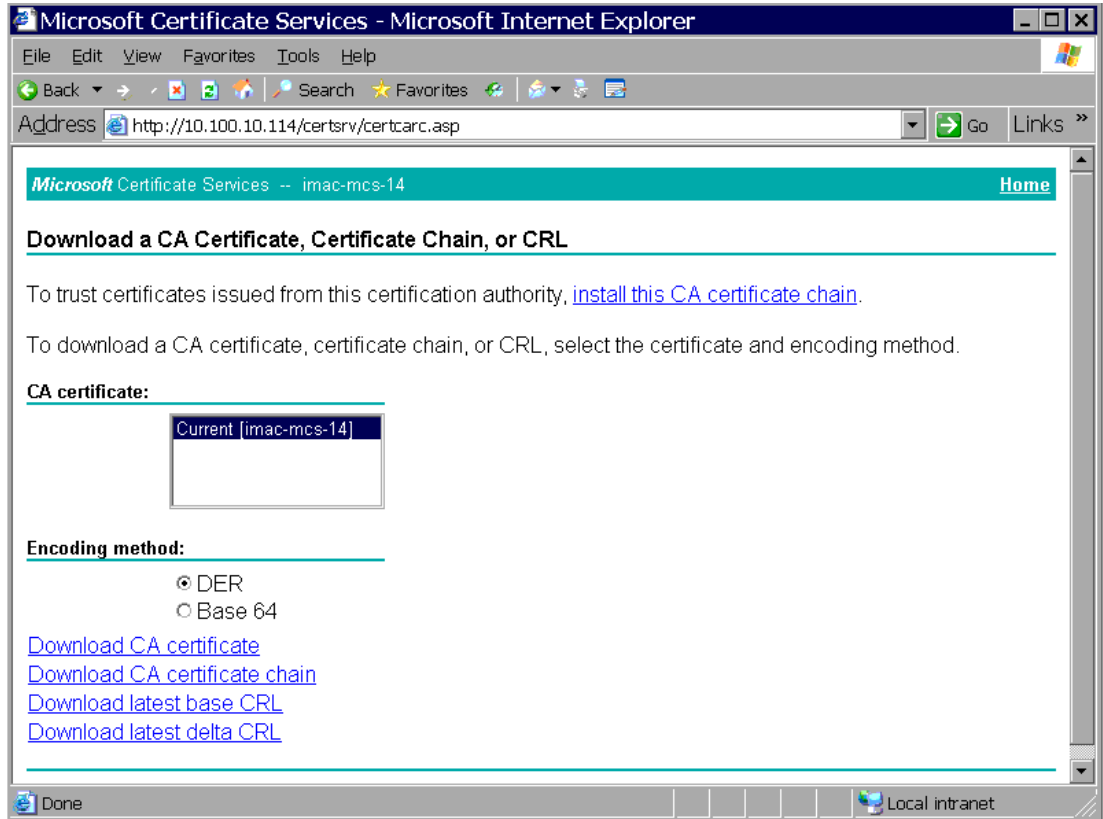 Microsoft Certificate Services - Microsoft Internet Explorer
File Edit View Favorites Tools Help
Back Search Favorites
Address http://10.100.10.114/certsrv/certcarc.asp Go Links »
Microsoft Certificate Services -- imac-mcs-14 Home
Download a CA Certificate, Certificate Chain, or CRL
To trust certificates issued from this certification authority, install this CA certificate chain.
To download a CA certificate, certificate chain, or CRL, select the certificate and encoding method.
CA certificate:
Current [imac-mcs-14]
Encoding method:
DER
Base 64
Download CA certificate
Download CA certificate chain
Download latest base CRL
Download latest delta CRL
Done Local intranet